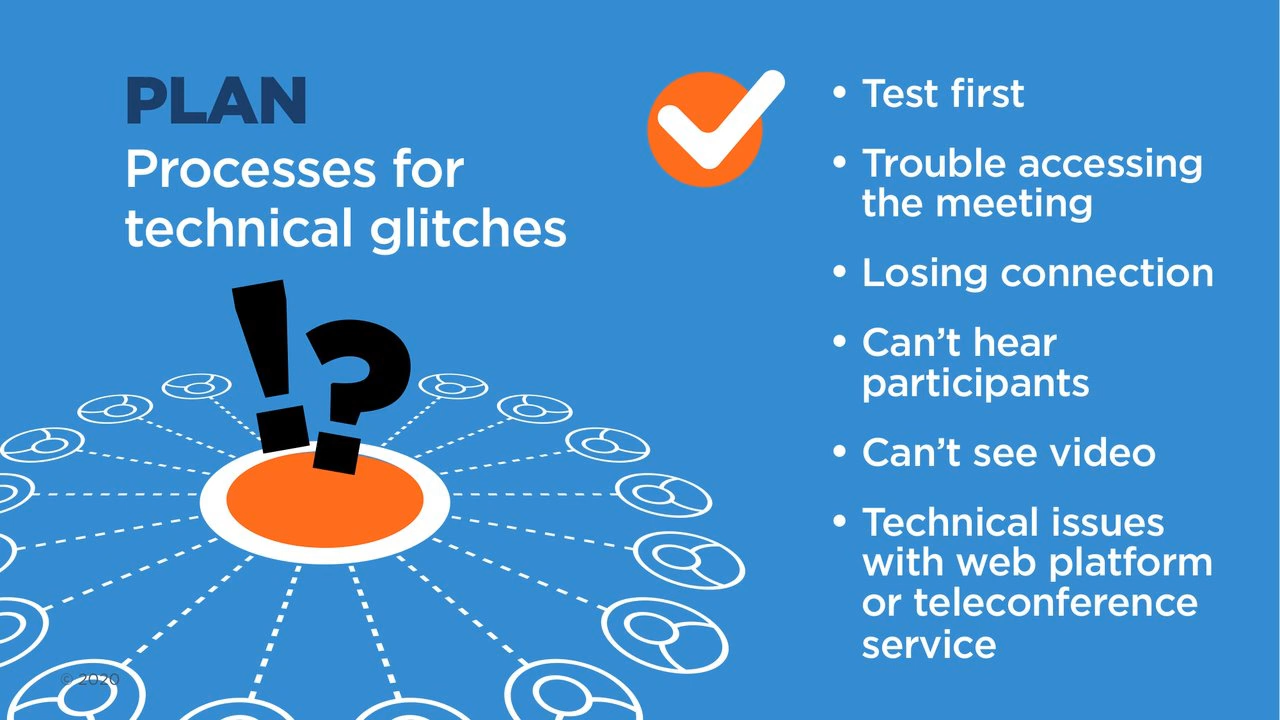 PLAN
Processes for
technical glitches
!?
• Test first
• Trouble accessing
the meeting
• Losing connection
• Can’t hear
participants
• Can’t see video
• Technical issues
with web platform
or teleconference
service
© 2020